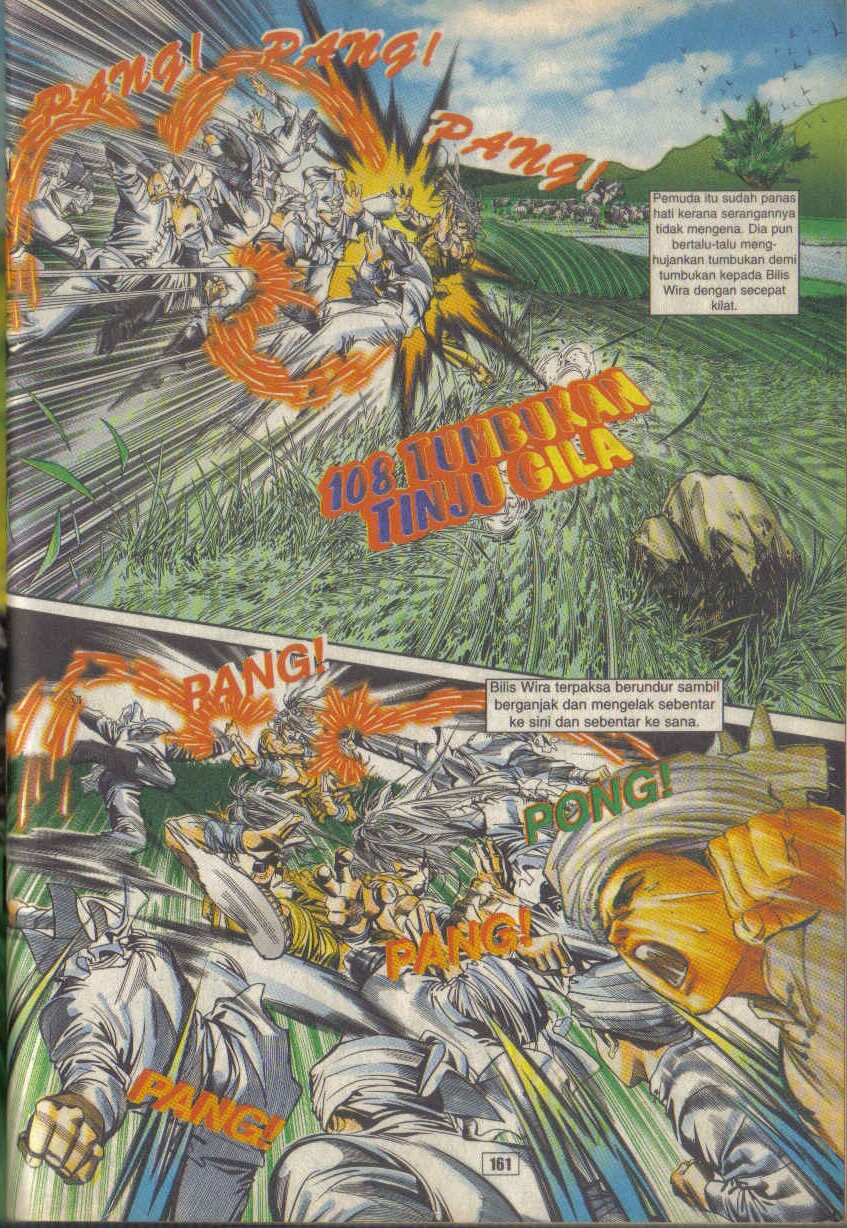 PANG!
PANG!
PANG!
Pemuda itu sudah panas
hati kerana serangannya
tidak mengena. Dia pun
bertalu-talu meng-
hujankan tumbukan demi
tumbukan kepada Bilis
Wira dengan secepat
kilat.
108 TUMBUKAN
TINJU GILA
PANG!
Bilis Wira terpaksa berundur sambil
berganjak dan mengelak sebentar
ke sini dan sebentar ke sana.
PONG!
PANG!
PANG!
161